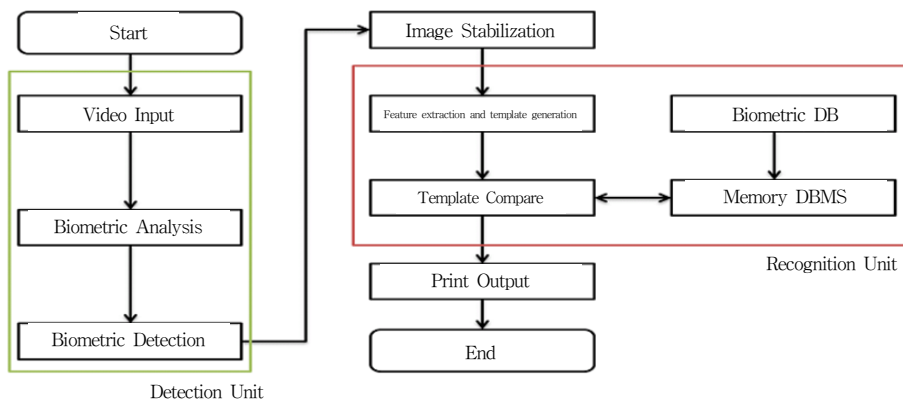 Start
Video Input
Biometric Analysis
Biometric Detection
Detection Unit
Image Stabilization
Feature extraction and template generation
Biometric DB
Template Compare
Memory DBMS
Recognition Unit
Print Output
End